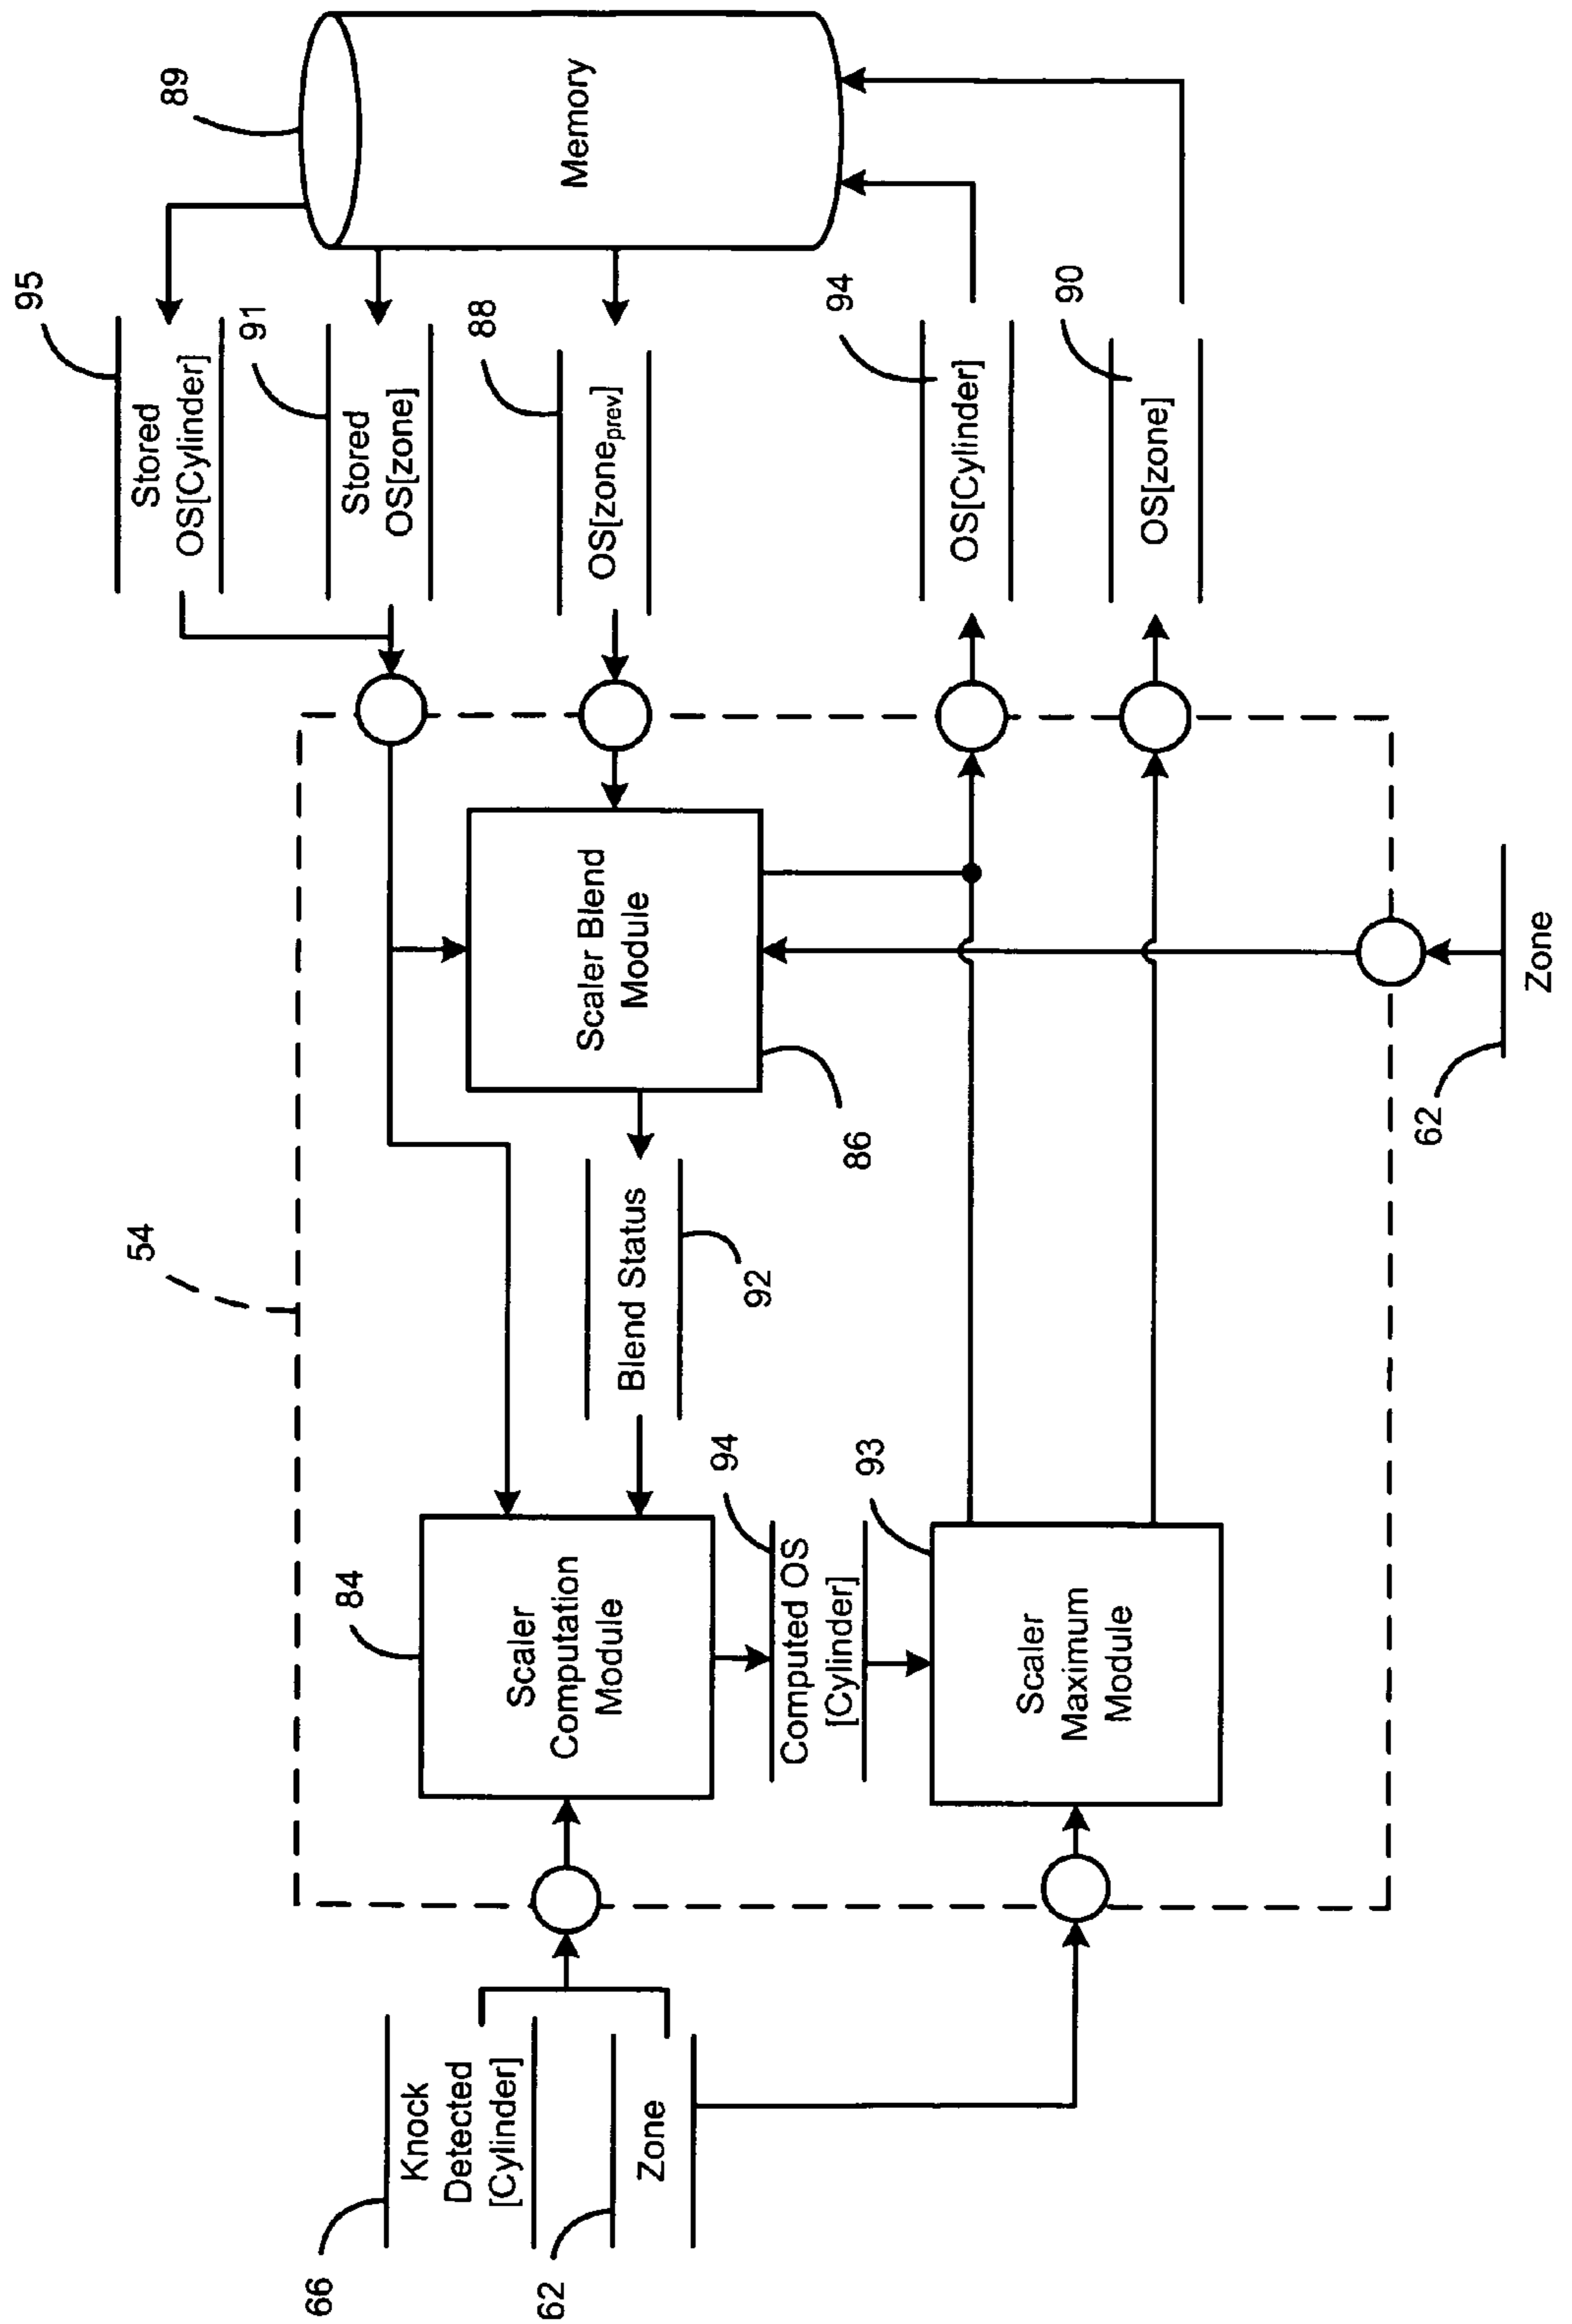 54
66
Knock
Detected
[Cylinder]
62
Zone
84
Scaler
Computation
Module
94
Computed OS
[Cylinder]
93
Scaler
Maximum
Module
Blend Status
92
Scaler Blend
Module
86
62
Zone
95
Stored
OS[Cylinder]
91
Stored
OS[zone]
88
OS[zoneprev]
94
OS[Cylinder]
90
OS[zone]
89
Memory